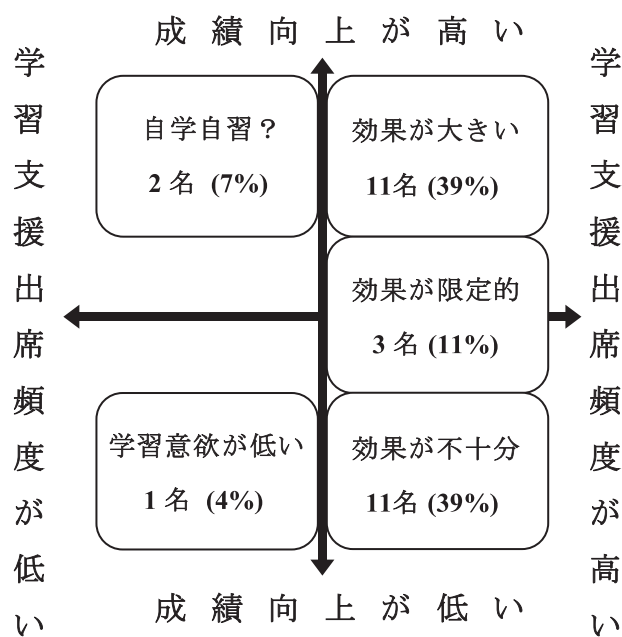 成績向上が高い
学習支援出席頻度が低い
自学自習？
2 名 (7%)
効果が大きい
11名 (39%)
効果が限定的
3 名 (11%)
学習意欲が低い
1 名 (4%)
効果が不十分
11名 (39%)
学習支援出席頻度が高い
成績向上が低い